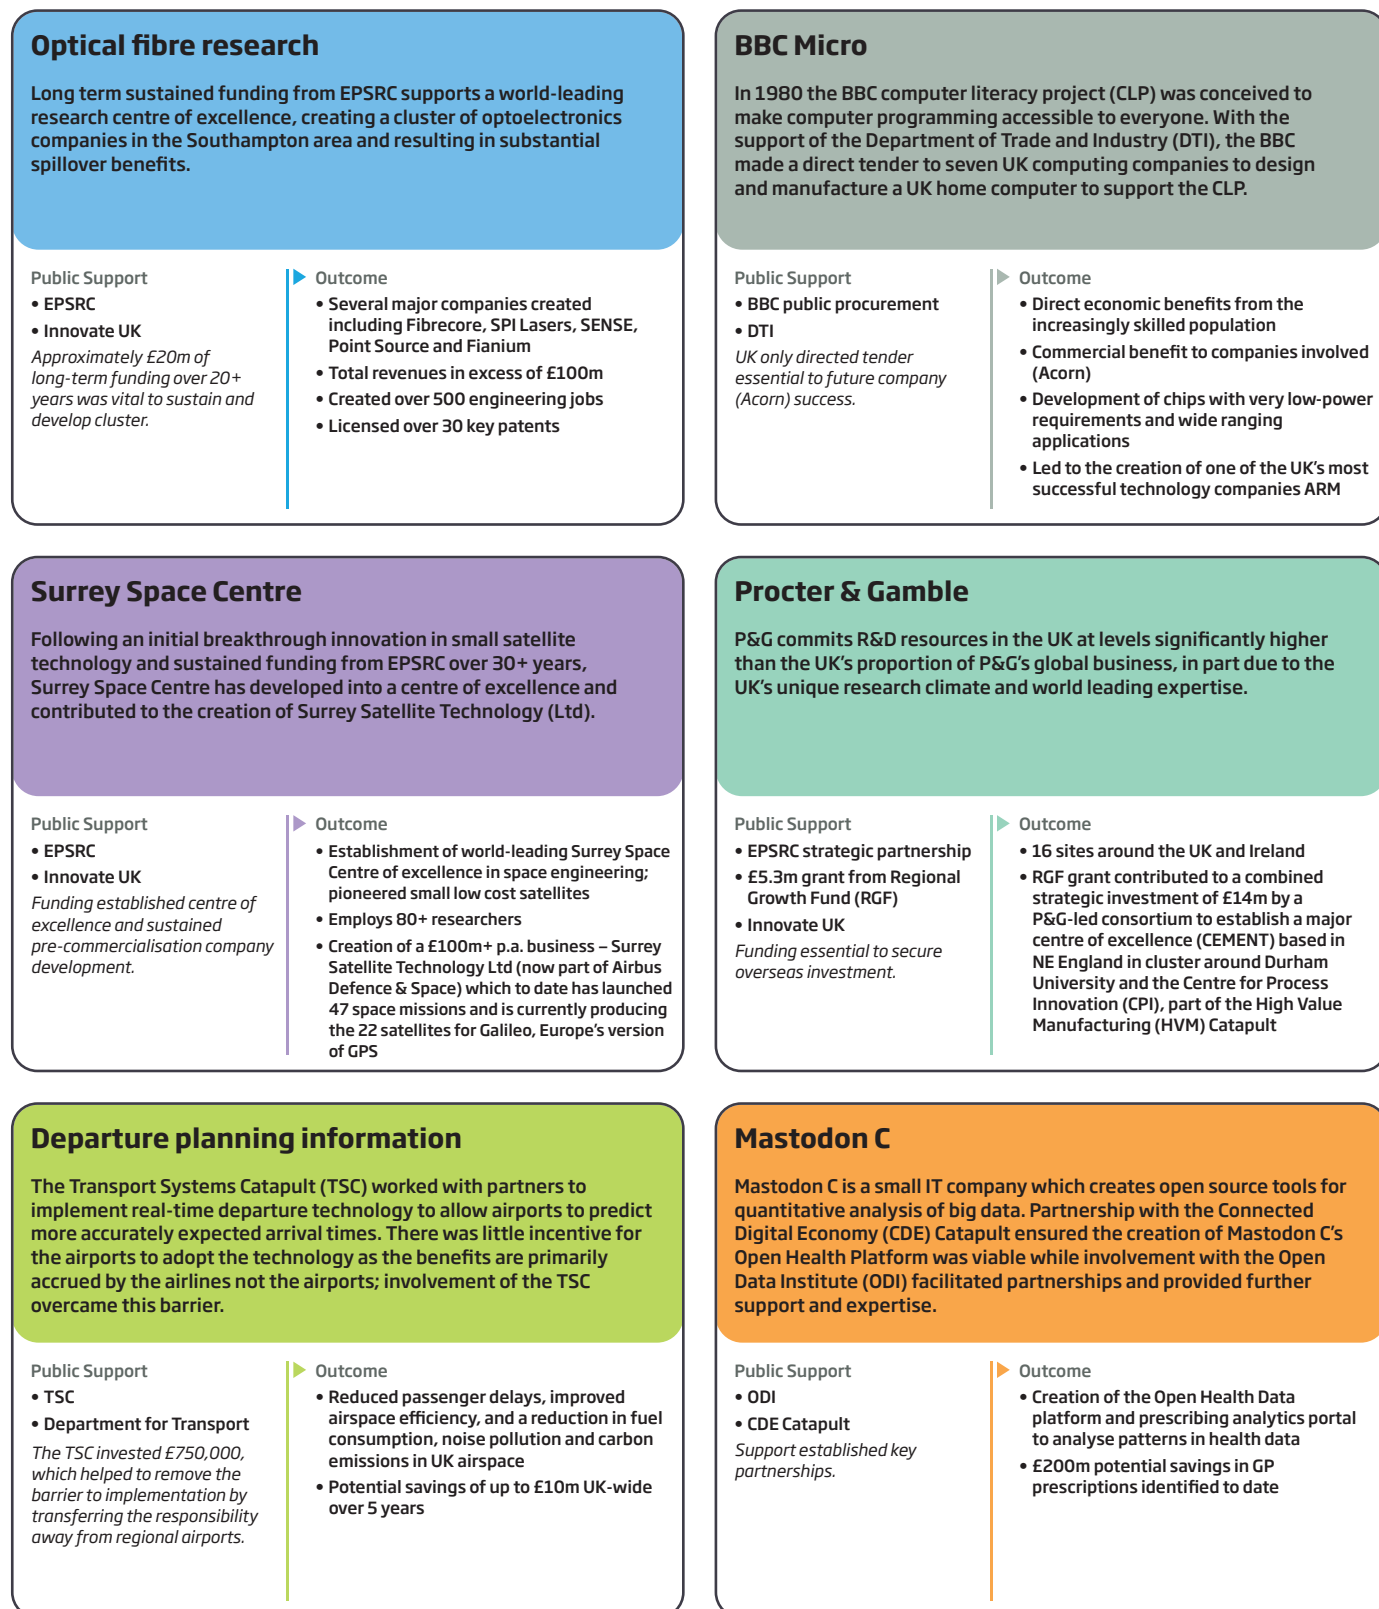 Optical fibre research
Long term sustained funding from EPSRC supports a world-leading
research centre of excellence, creating a cluster of optoelectronics
companies in the Southampton area and resulting in substantial
spillover benefits.
Public Support
• EPSRC
• Innovate UK
Approximately £20m of
long-term funding over 20+
years was vital to sustain and
develop cluster.
Outcome
• Several major companies created
including Fibrecore, SPI Lasers, SENSE,
Point Source and Fianium
• Total revenues in excess of £100m
• Created over 500 engineering jobs
• Licensed over 30 key patents
BBC Micro
In 1980 the BBC computer literacy project (CLP) was conceived to
make computer programming accessible to everyone. With the
support of the Department of Trade and Industry (DTI), the BBC
made a direct tender to seven UK computing companies to design
and manufacture a UK home computer to support the CLP.
Public Support
• BBC public procurement
• DTI
UK only directed tender
essential to future company
(Acorn) success.
Outcome
• Direct economic benefits from the
increasingly skilled population
• Commercial benefit to companies involved
(Acorn)
• Development of chips with very low-power
requirements and wide ranging
applications
• Led to the creation of one of the UK's most
successful technology companies ARM
Surrey Space Centre
Following an initial breakthrough innovation in small satellite
technology and sustained funding from EPSRC over 30+ years,
Surrey Space Centre has developed into a centre of excellence and
contributed to the creation of Surrey Satellite Technology (Ltd).
Public Support
• EPSRC
• Innovate UK
Funding established centre of
excellence and sustained
pre-commercialisation company
development.
Outcome
• Establishment of world-leading Surrey Space
Centre of excellence in space engineering;
pioneered small low cost satellites
• Employs 80+ researchers
• Creation of a £100m+ p.a. business – Surrey
Satellite Technology Ltd (now part of Airbus
Defence & Space) which to date has launched
47 space missions and is currently producing
the 22 satellites for Galileo, Europe's version
of GPS
Procter & Gamble
P&G commits R&D resources in the UK at levels significantly higher
than the UK's proportion of P&G's global business, in part due to the
UK's unique research climate and world leading expertise.
Public Support
• EPSRC strategic partnership
• £5.3m grant from Regional
Growth Fund (RGF)
• Innovate UK
Funding essential to secure
overseas investment.
Outcome
• 16 sites around the UK and Ireland
• RGF grant contributed to a combined
strategic investment of £14m by a
P&G-led consortium to establish a major
centre of excellence (CEMENT) based in
NE England in cluster around Durham
University and the Centre for Process
Innovation (CPI), part of the High Value
Manufacturing (HVM) Catapult
Departure planning information
The Transport Systems Catapult (TSC) worked with partners to
implement real-time departure technology to allow airports to predict
more accurately expected arrival times. There was little incentive for
the airports to adopt the technology as the benefits are primarily
accrued by the airlines not the airports; involvement of the TSC
overcame this barrier.
Public Support
• TSC
• Department for Transport
The TSC invested £750,000,
which helped to remove the
barrier to implementation by
transferring the responsibility
away from regional airports.
Outcome
• Reduced passenger delays, improved
airspace efficiency, and a reduction in fuel
consumption, noise pollution and carbon
emissions in UK airspace
• Potential savings of up to £10m UK-wide
over 5 years
Mastodon C
Mastodon C is a small IT company which creates open source tools for
quantitative analysis of big data. Partnership with the Connected
Digital Economy (CDE) Catapult ensured the creation of Mastodon C's
Open Health Platform was viable while involvement with the Open
Data Institute (ODI) facilitated partnerships and provided further
support and expertise.
Public Support
• ODI
• CDE Catapult
Support established key
partnerships.
Outcome
• Creation of the Open Health Data
platform and prescribing analytics portal
to analyse patterns in health data
• £200m potential savings in GP
prescriptions identified to date